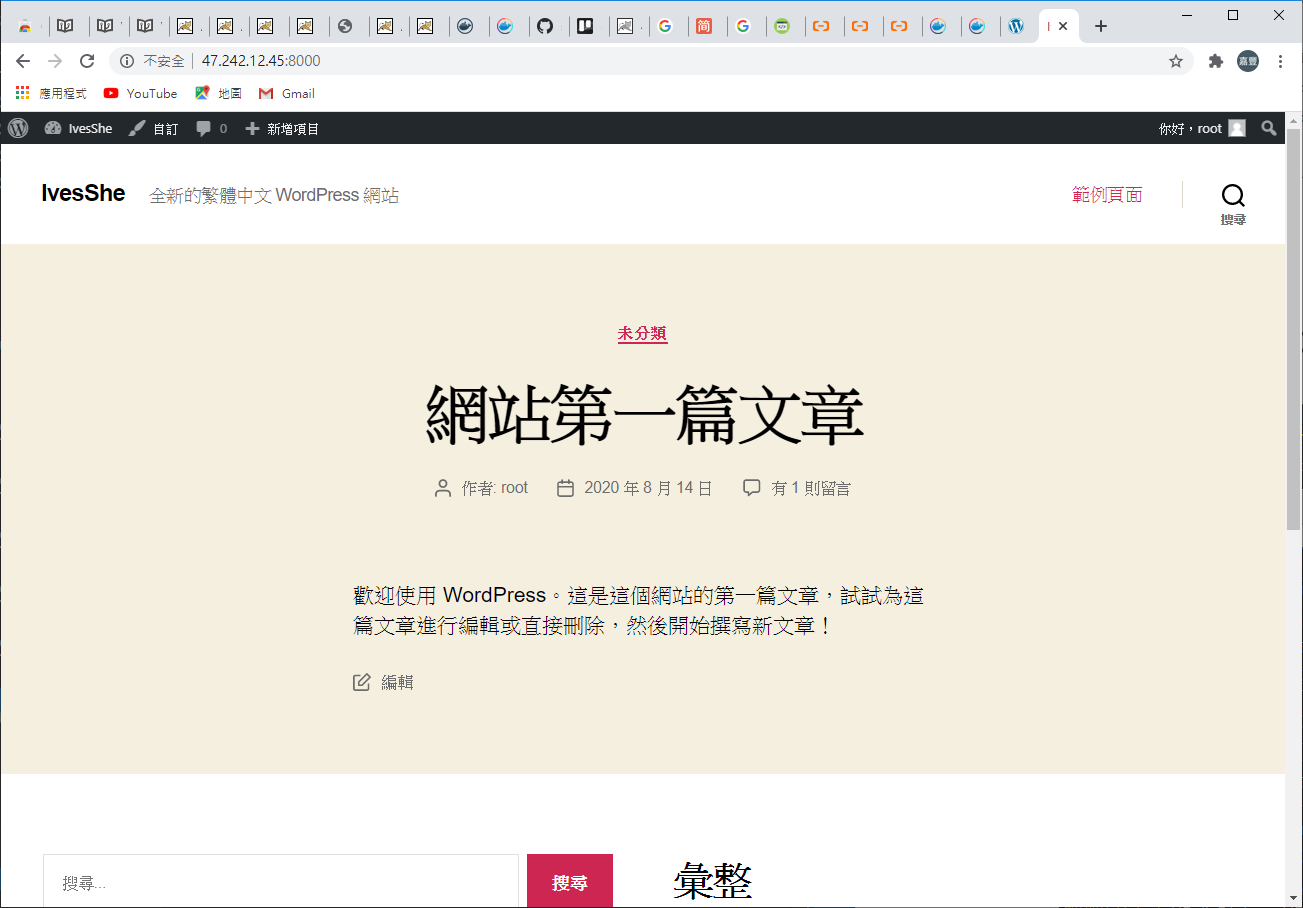 不安全 47.242.12.45:8000
嘉豐
應用程式 YouTube 地圖 Gmail
IvesShe 自訂 0 新增項目 你好,root
IvesShe 全新的繁體中文 WordPress 網站 範例頁面
搜尋
未分類
網站第一篇文章
作者: root 2020 年 8 月 14 日 有 1 則留言
歡迎使用 WordPress。這是這個網站的第一篇文章，試試為這
篇文章進行編輯或直接刪除，然後開始撰寫新文章！
編輯
搜尋... 搜尋 彙整